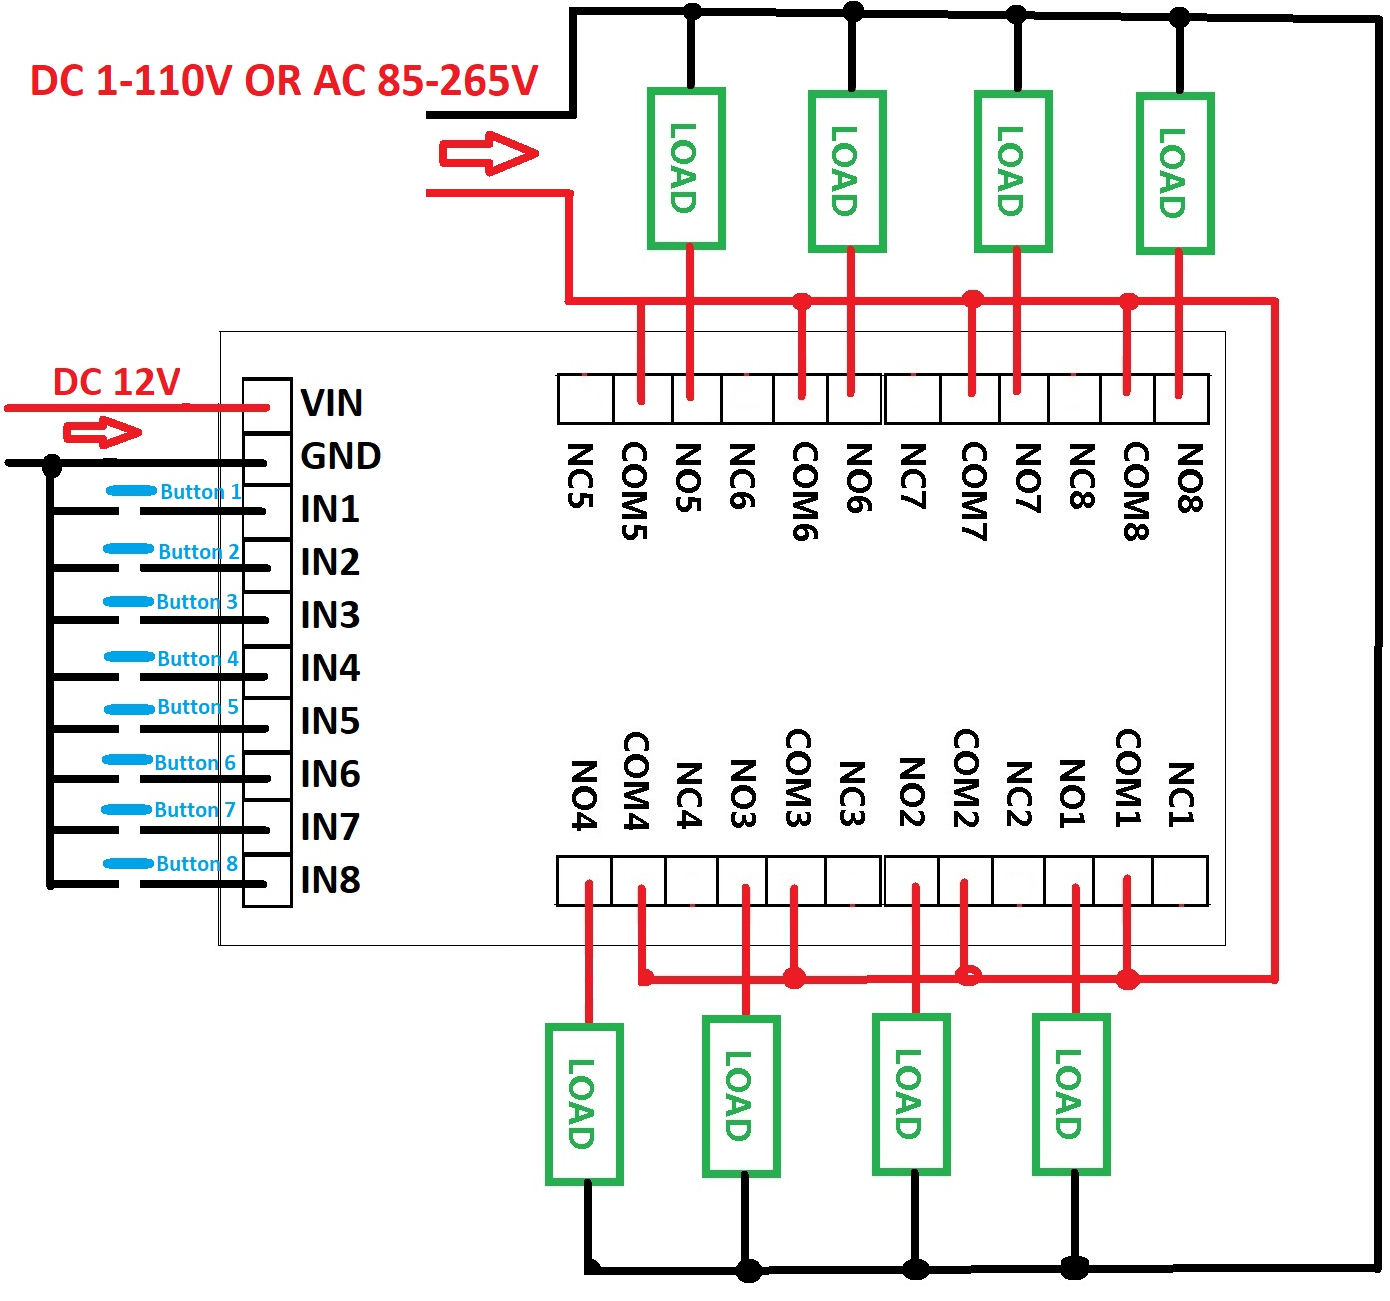 DC 1-110V OR AC 85-265V
LOAD
LOAD
LOAD
LOAD
DC 12V
VIN
GND
Button 1
IN1
Button 2
IN2
Button 3
IN3
Button 4
IN4
Button 5
IN5
Button 6
IN6
Button 7
IN7
Button 8
IN8
NC5
COM5
NO5
NC6
COM6
NO6
NC7
COM7
NO7
NC8
COM8
NO8
NO4
COM4
NC4
NO3
COM3
NC3
NO2
COM2
NC2
NO1
COM1
NC1
LOAD
LOAD
LOAD
LOAD